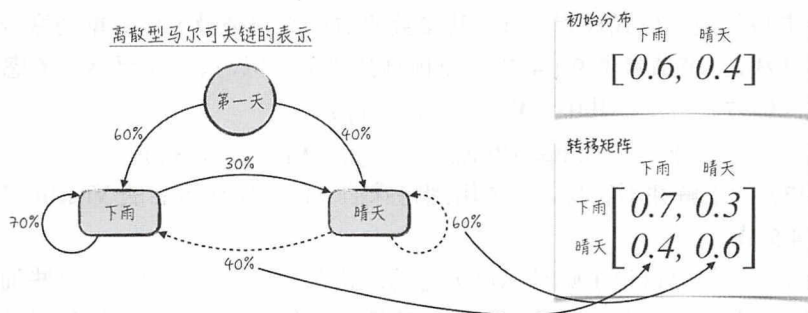 离散型马尔可夫链的表示
第一天
60%
40%
30%
70%
下雨
晴天
60%
40%
初始分布
下雨 晴天
[0.6, 0.4]
转移矩阵
下雨 晴天
下雨 [0.7, 0.3
晴天 0.4, 0.6]